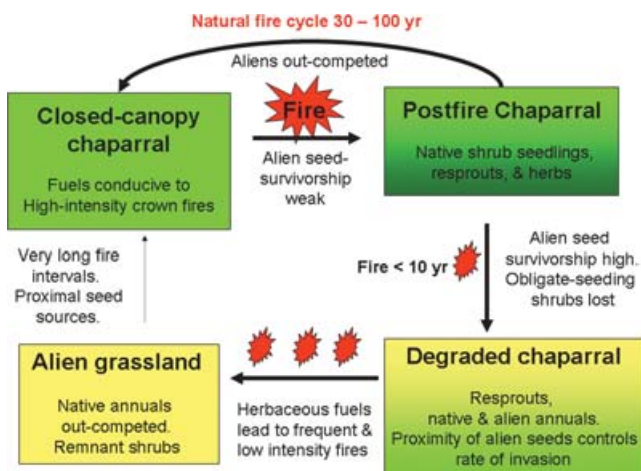 Natural fire cycle 30 – 100 yr
Aliens out-competed
Closed-canopy
chaparral
Fuels conducive to
High-intensity crown fires
Fire
Alien seed-
survivorship
weak
Postfire Chaparral
Native shrub seedlings,
resprouts, & herbs
Very long fire
intervals.
Proximal seed
sources.
Fire < 10 yr
Alien seed
survivorship high.
Obligate-seeding
shrubs lost
Alien grassland
Native annuals
out-competed.
Remnant shrubs
Herbaceous fuels
lead to frequent &
low intensity fires
Degraded chaparral
Resprouts,
native & alien annuals.
Proximity of alien seeds controls
rate of invasion